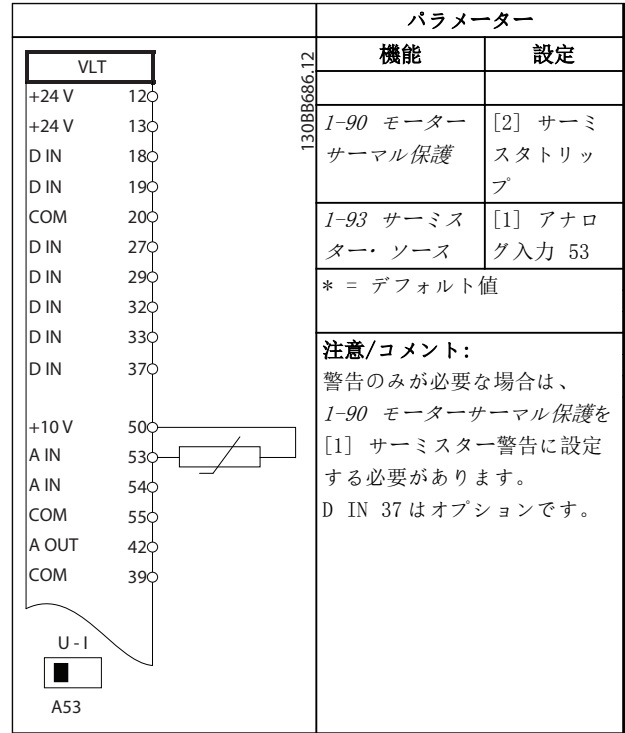 VLT
+24 V 12
+24 V 13
D IN 18
D IN 19
COM 20
D IN 27
D IN 29
D IN 32
D IN 33
D IN 37
+10 V 50
A IN 53
A IN 54
COM 55
A OUT 42
COM 39
U - I
A53
130BB686.12
パラメーター
機能 設定
1-90 モーター [2] サーミ
サーマル保護 スタトリッ
プ
1-93 サーミス [1] アナロ
ター・ソース グ入力 53
* = デフォルト値
注意/コメント:
警告のみが必要な場合は、
1-90 モーターサーマル保護を
[1] サーミスター警告に設定
する必要があります。
D IN 37 はオプションです。